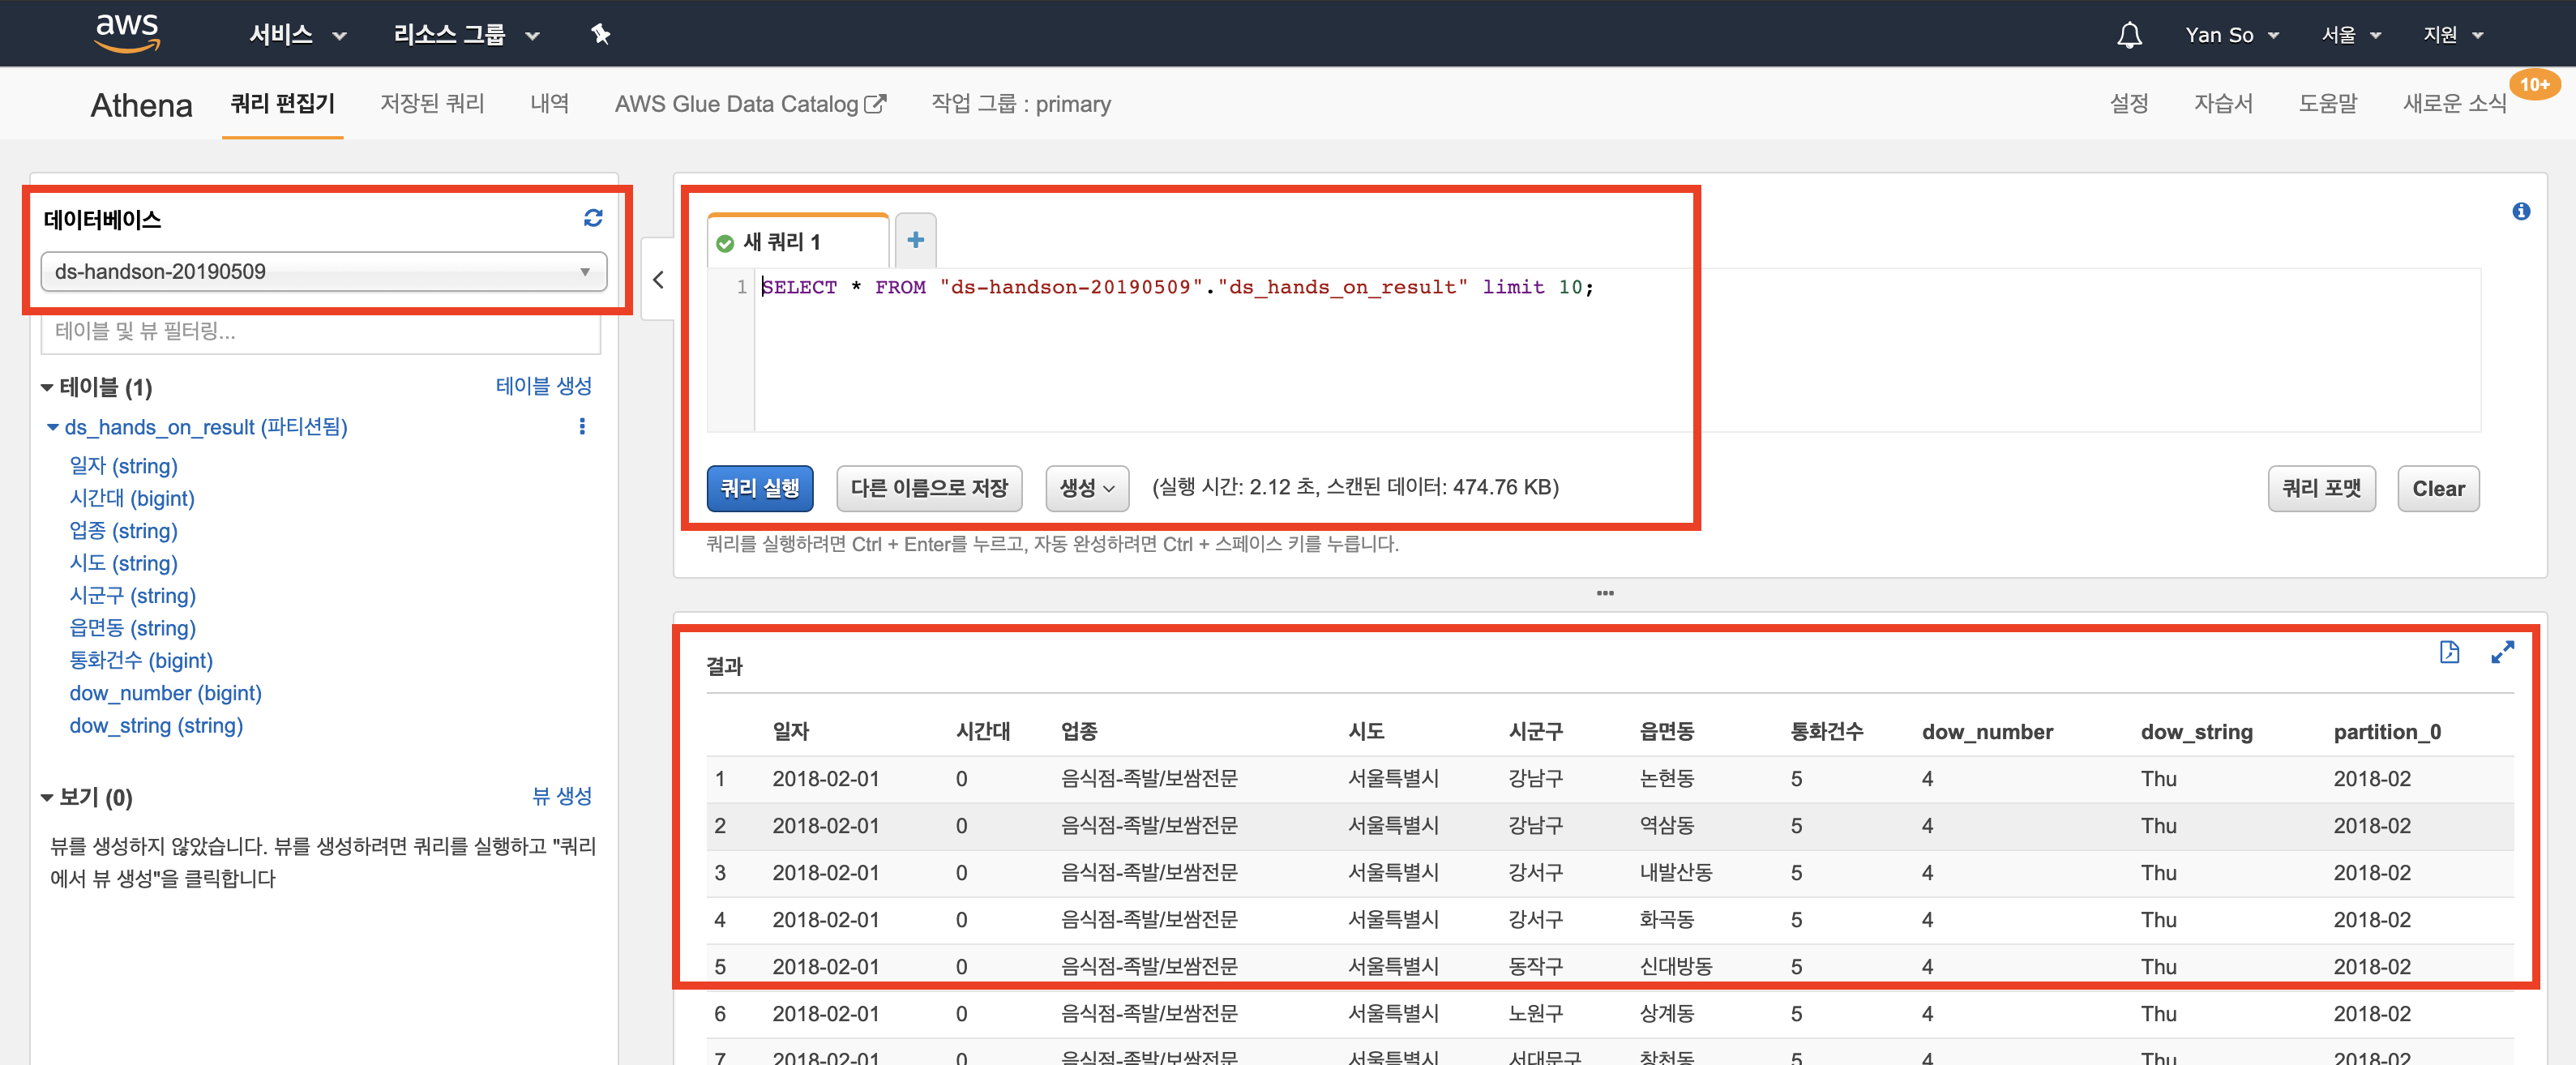 aws 서비스 리소스 그룹 Yan So 서울 지원
Athena 쿼리 편집기 저장된 쿼리 내역 AWS Glue Data Catalog 작업 그룹 : primary 설정 자습서 도움말 새로운 소식 10+
데이터베이스
ds-handson-20190509
테이블 및 뷰 필터링...
테이블 (1) 테이블 생성
ds_hands_on_result (파티션됨)
일자 (string)
시간대 (bigint)
업종 (string)
시도 (string)
시군구 (string)
읍면동 (string)
통화건수 (bigint)
dow_number (bigint)
dow_string (string)
보기 (0) 뷰 생성
뷰를 생성하지 않았습니다. 뷰를 생성하려면 쿼리를 실행하고 "쿼리
에서 뷰 생성"을 클릭합니다
새 쿼리 1
1 SELECT * FROM "ds-handson-20190509"."ds_hands_on_result" limit 10;
쿼리 실행 다른 이름으로 저장 생성 (실행 시간: 2.12 초, 스캔된 데이터: 474.76 KB) 쿼리 포맷 Clear
쿼리를 실행하려면 Ctrl + Enter를 누르고, 자동 완성하려면 Ctrl + 스페이스 키를 누릅니다.
결과
일자 시간대 업종 시도 시군구 읍면동 통화건수 dow_number dow_string partition_0
1 2018-02-01 0 음식점-족발/보쌈전문 서울특별시 강남구 논현동 5 4 Thu 2018-02
2 2018-02-01 0 음식점-족발/보쌈전문 서울특별시 강남구 역삼동 5 4 Thu 2018-02
3 2018-02-01 0 음식점-족발/보쌈전문 서울특별시 강서구 내발산동 5 4 Thu 2018-02
4 2018-02-01 0 음식점-족발/보쌈전문 서울특별시 강서구 화곡동 5 4 Thu 2018-02
5 2018-02-01 0 음식점-족발/보쌈전문 서울특별시 동작구 신대방동 5 4 Thu 2018-02
6 2018-02-01 0 음식점-족발/보쌈전문 서울특별시 노원구 상계동 5 4 Thu 2018-02
7 2018-02-01 0 음식점-족발/보쌈전문 서울특별시 서대문구 창천동 5 4 Thu 2018-02